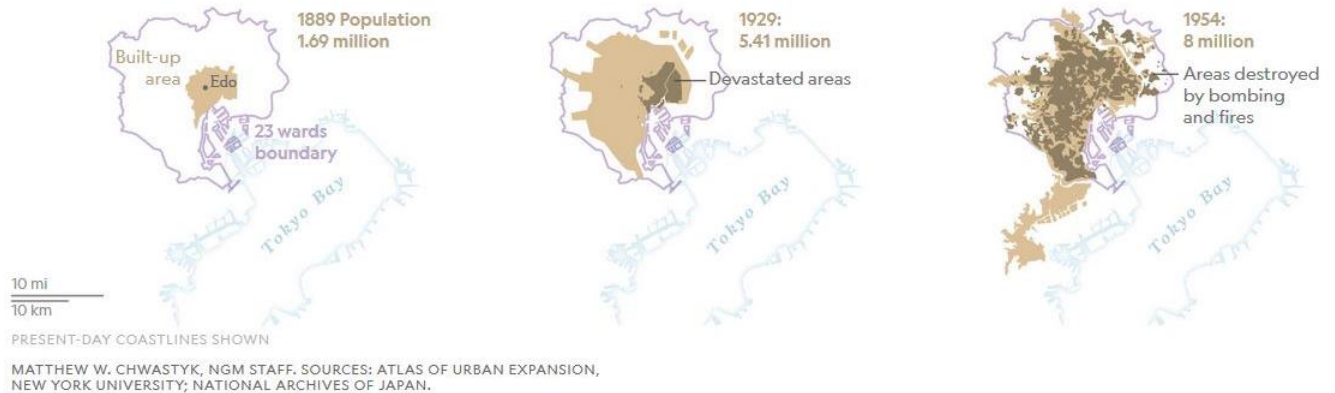 1889 Population
1.69 million
Built-up
area
Edo
23 wards
boundary
Tokyo Bay
1929:
5.41 million
Devastated areas
Tokyo Bay
1954:
8 million
Areas destroyed
by bombing
and fires
Tokyo Bay
10 mi
10 km
PRESENT-DAY COASTLINES SHOWN
MATTHEW W. CHWASTYK, NGM STAFF. SOURCES: ATLAS OF URBAN EXPANSION,
NEW YORK UNIVERSITY; NATIONAL ARCHIVES OF JAPAN.